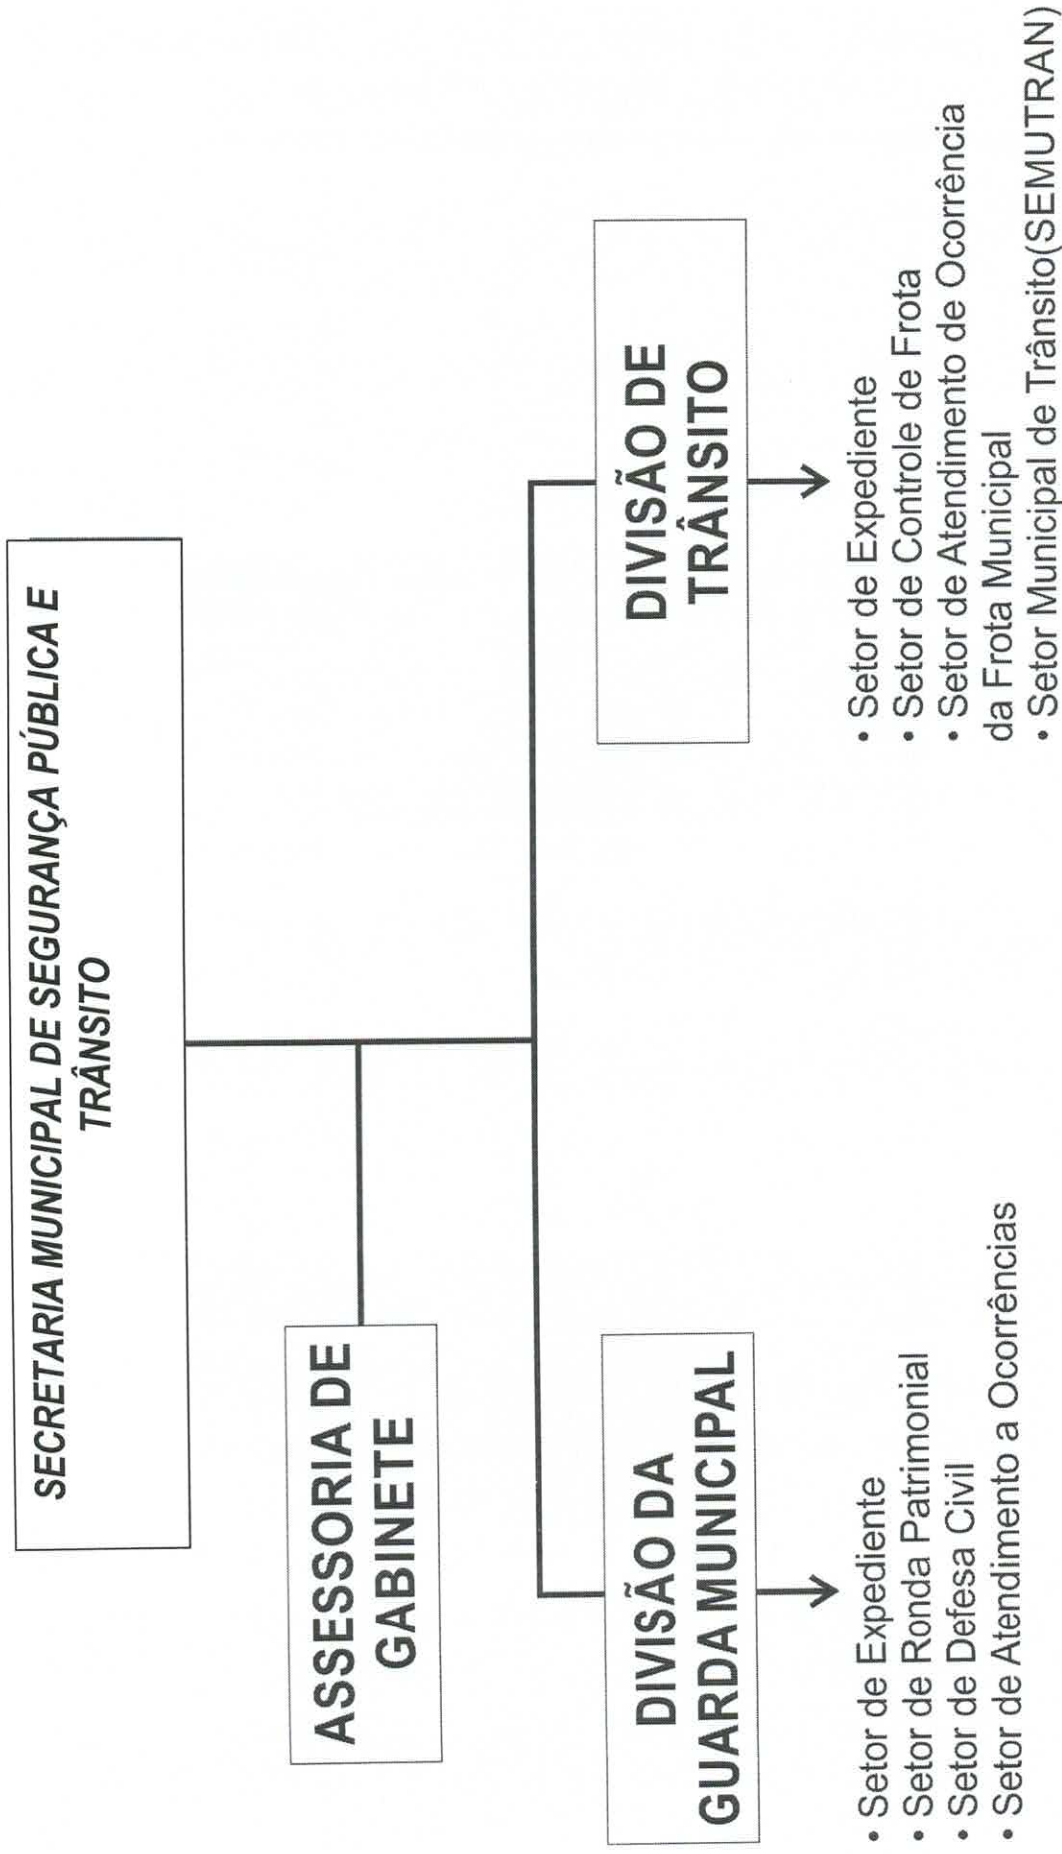 SECRETARIA MUNICIPAL DE SEGURANÇA PÚBLICA E
TRÂNSITO
ASSESSORIA DE
GABINETE
DIVISÃO DA
GUARDA MUNICIPAL
• Setor de Expediente
• Setor de Ronda Patrimonial
• Setor de Defesa Civil
• Setor de Atendimento a Ocorrências
DIVISÃO DE
TRÂNSITO
• Setor de Expediente
• Setor de Controle de Frota
• Setor de Atendimento de Ocorrência
da Frota Municipal
• Setor Municipal de Trânsito(SEMUTRAN)